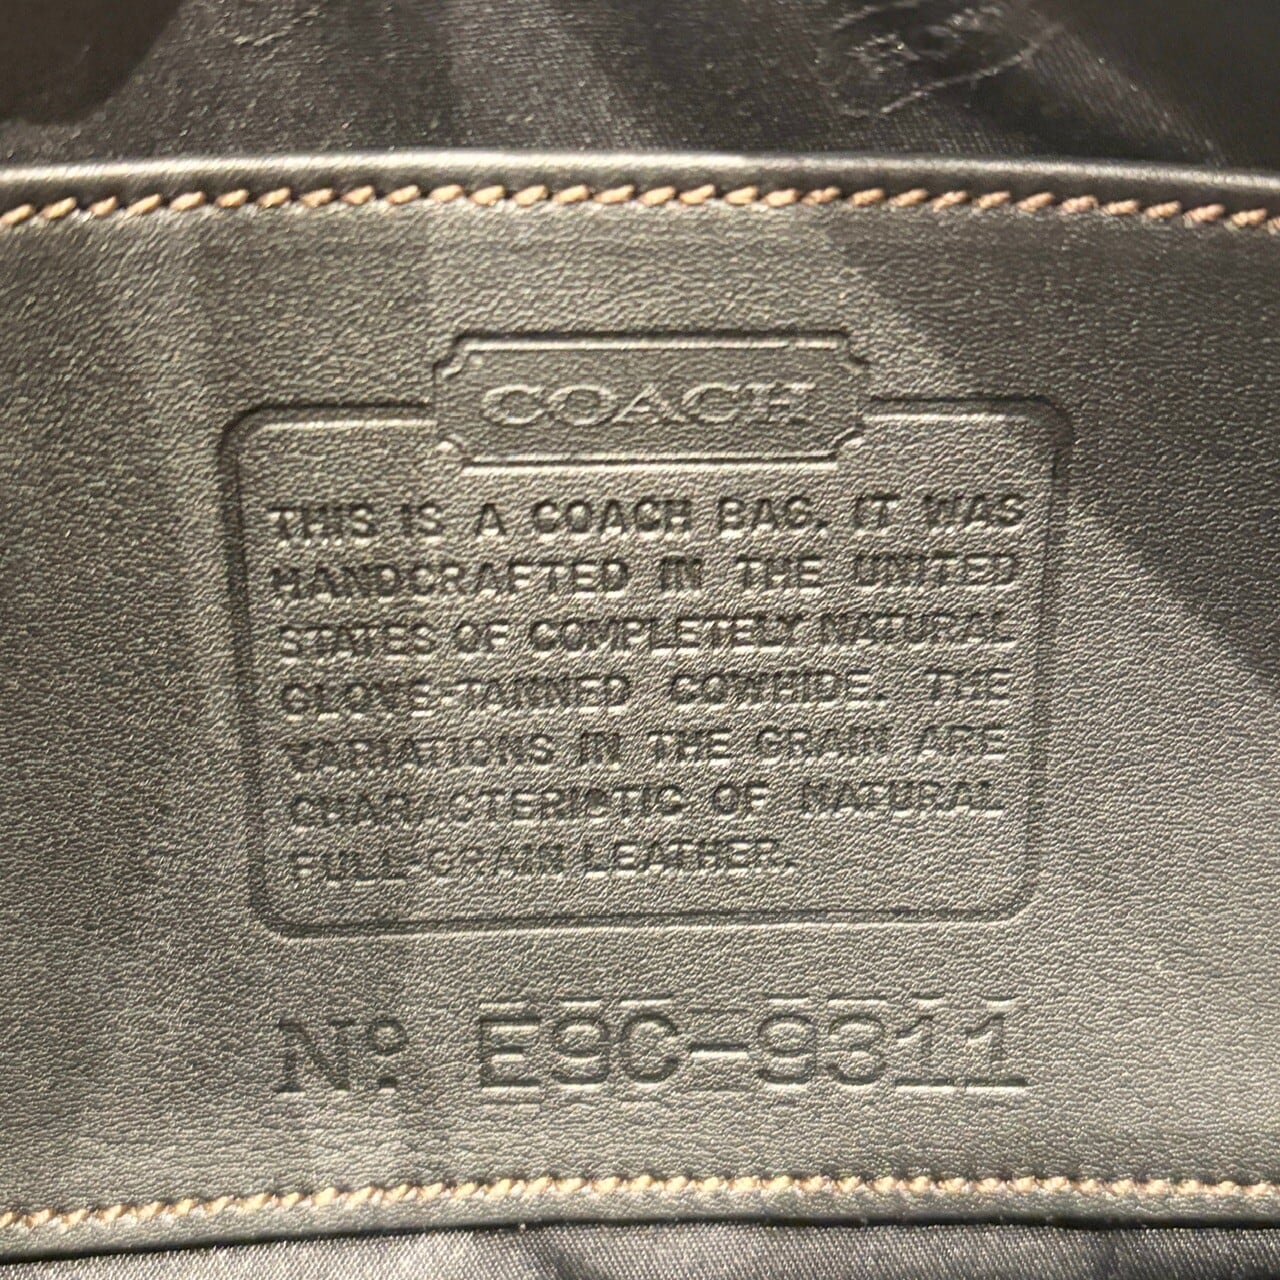 COACH
THIS IS A COACH BAG. IT WAS
HANDCRAFTED IN THE UNITED
STATES OF COMPLETELY NATURAL
GLOVE-TANNED COWHIDE. THE
VARIATIONS IN THE GRAIN ARE
CHARACTERISTIC OF NATURAL
FULL-GRAIN LEATHER.
Nº E9C-9311